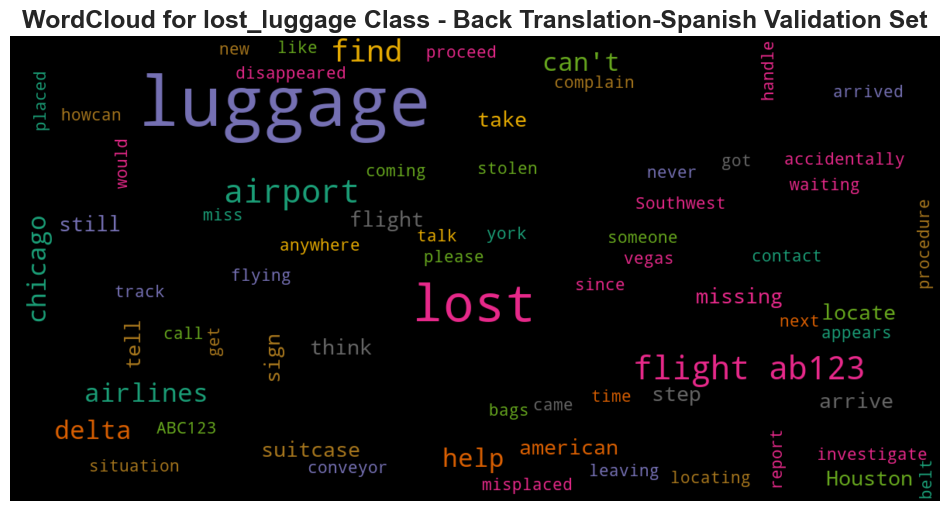 WordCloud for lost_luggage Class - Back Translation-Spanish Validation Set
new like find proceed
can't
handle
disappeared
complain
placed
luggage
arrived
howcan
take
would
coming
stolen
never
got
accidentally
airport
waiting
miss
flight
Southwest
procedure
chicago
still
anywhere
talk
york
someone
please
vegas
contact
flying
track
since
lost
missing
next
locate
appears
tell
call
get
sign
think
flight ab123
airlines
bags
came
time
step
arrive
delta
ABC123
suitcase
american
situation
conveyor
help
leaving
locating
report
investigate
misplaced
Houston
belt